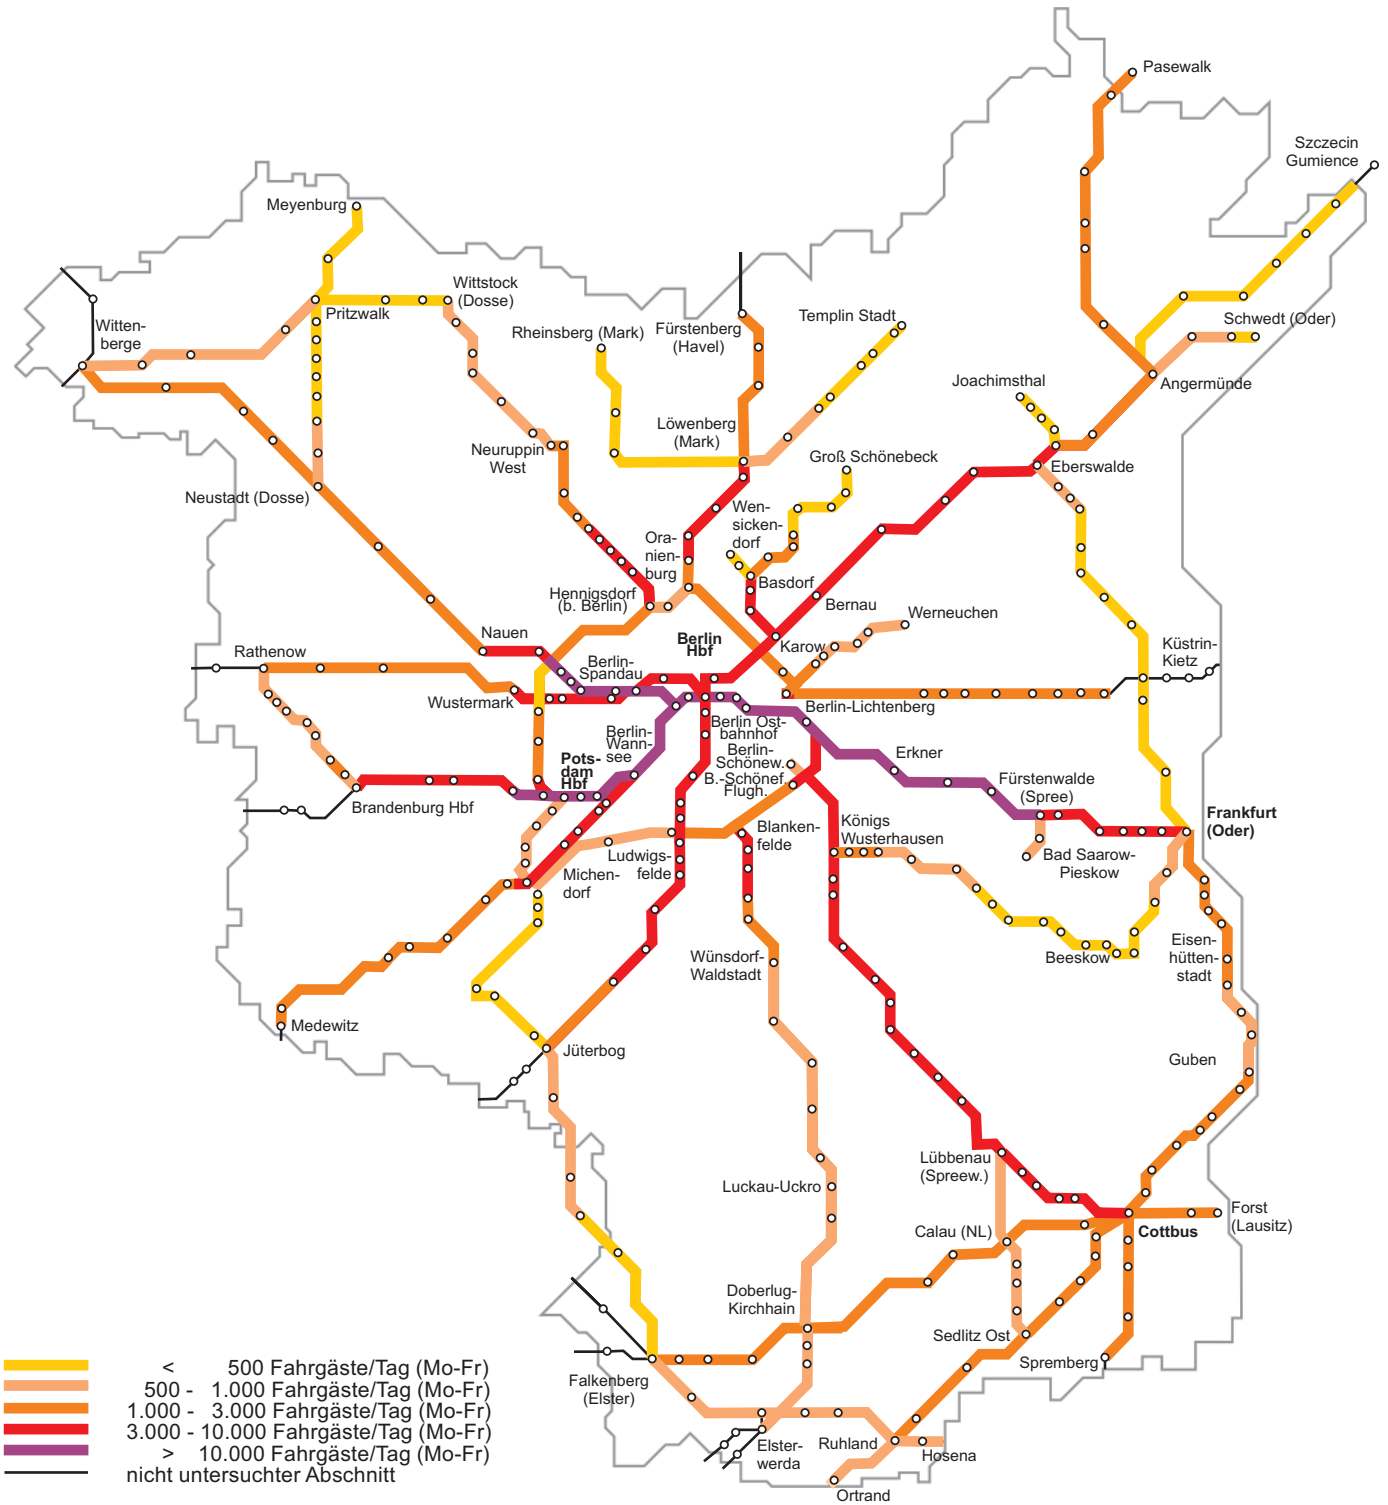 Pasewalk
Szczecin
Gumience
Meyenburg
Wittstock
(Dosse)
Pritzwalk
Witten-
berge
Rheinsberg (Mark)
Fürstenberg
(Havel)
Templin Stadt
Schwedt (Oder)
Angermünde
Joachimsthal
Löwenberg
(Mark)
Neuruppin
West
Groß Schönebeck
Eberswalde
Neustadt (Dosse)
Wen-
sicken-
dorf
Ora-
nien-
burg
Basdorf
Hennigsdorf
(b. Berlin)
Bernau
Werneuchen
Nauen
Berlin
Hbf
Karow
Küstrin-
Kietz
Rathenow
Berlin-
Spandau
Wustermark
Berlin-Lichtenberg
Berlin Ost-
bahnhof
Berlin-
Wann-
see
Berlin-
Schönew.
B.-Schönef.
Flugh.
Erkner
Pots-
dam
Hbf
Fürstenwalde
(Spree)
Brandenburg Hbf
Frankfurt
(Oder)
Königs
Wusterhausen
Blanken-
felde
Ludwigs-
felde
Michen-
dorf
Bad Saarow-
Pieskow
Eisen-
hütten-
stadt
Beeskow
Wünsdorf-
Waldstadt
Medewitz
Jüterbog
Guben
Lübbenau
(Spreew.)
Luckau-Uckro
Forst
(Lausitz)
Calau (NL)
Cottbus
Doberlug-
Kirchhain
Sedlitz Ost
Spremberg
Falkenberg
(Elster)
Elster-
werda
Ruhland
Hosena
Ortrand
< 500 Fahrgäste/Tag (Mo-Fr)
500 - 1.000 Fahrgäste/Tag (Mo-Fr)
1.000 - 3.000 Fahrgäste/Tag (Mo-Fr)
3.000 - 10.000 Fahrgäste/Tag (Mo-Fr)
> 10.000 Fahrgäste/Tag (Mo-Fr)
nicht untersuchter Abschnitt